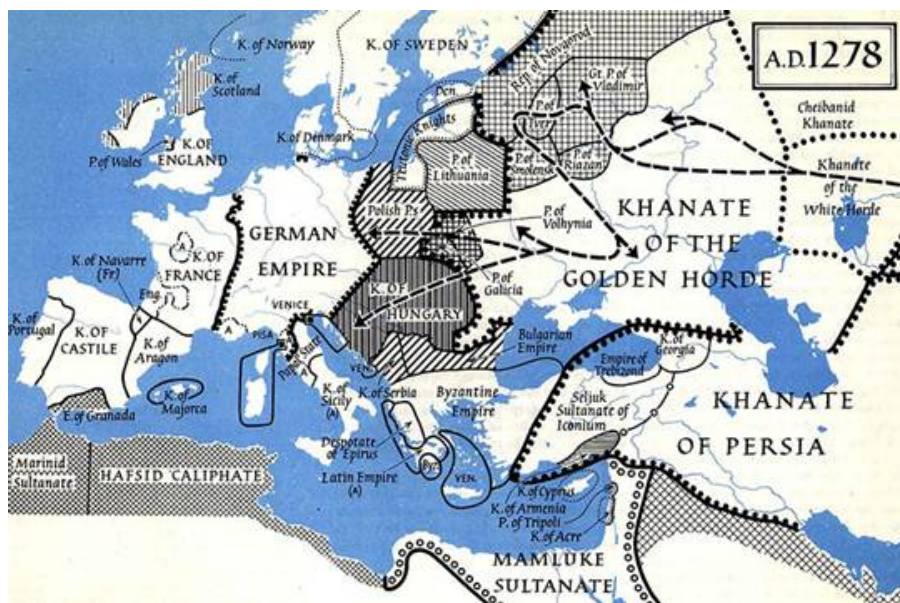 A.D. 1278
K. of Norway
K. OF SWEDEN
K. of
Scotland
Den.
Rep. of Novgorod
Gt. P. of
Vladimir
P. of
Tver
Cheibanid
Khanate
P. of Wales
K. OF
ENGLAND
K. of Denmark
Teutonic Knights
P. of
Lithuania
P. of
Smolensk
P. of
Riazan
Khanate
of the
White Horde
Polish Ps
P. of
Volhynia
KHANATE
OF THE
GOLDEN HORDE
GERMAN
EMPIRE
A
K. OF
FRANCE
K. of Navarre
(Fr)
Eng.
P. of
Galicia
K. OF
HUNGARY
VENICE
PISA
A
Papal State
K. of
Portugal
K. OF
CASTILE
A
K. of
Aragon
Bulgarian
Empire
VEN.
K. of
Georgia
Empire of
Trebizond
K. of
Majorca
A
K. of
Sicily
(A)
K. of Serbia
Byzantine
Empire
Seljuk
Sultanate of
Iconium
KHANATE
OF PERSIA
E. of Granada
A
Despotate
of Epirus
Latin Empire
(A)
Byz.
VEN.
Marinid
Sultanate
HAFSID CALIPHATE
K. of Cyprus
K. of Armenia
P. of Tripoli
K. of Acre
MAMLUKE
SULTANATE